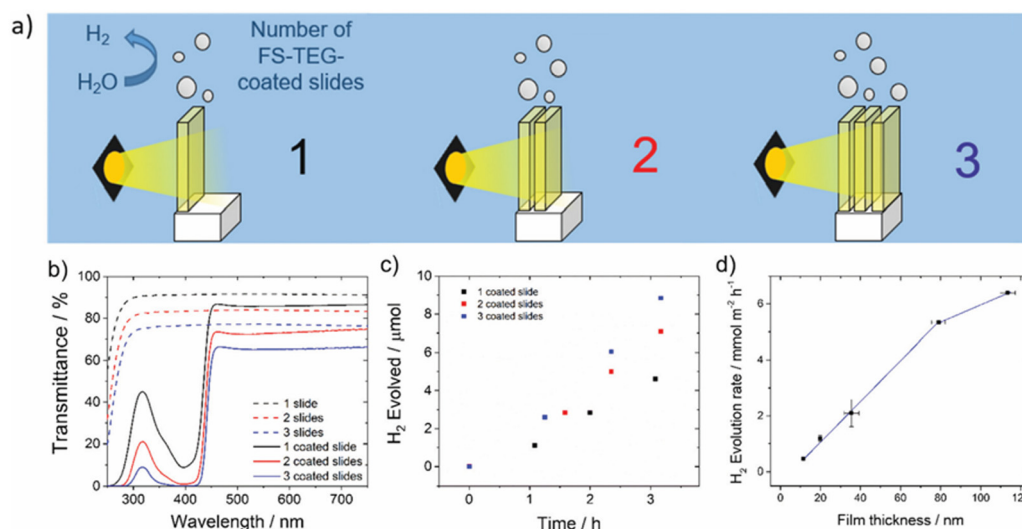 a)
H₂
H₂O
Number of
FS-TEG-
coated slides
1
2
3
b)
Transmittance / %
100
90
80
60
40
20
0
300 400 500 600 700
Wavelength / nm
1 slide
2 slides
3 slides
1 coated slide
2 coated slides
3 coated slides
c)
H₂ Evolved / μmol
10
8
6
4
2
0
0 1 2 3
Time / h
1 coated slide
2 coated slides
3 coated slides
d)
H₂ Evolution rate / mmol m⁻² h⁻¹
6
4
2
0
20 40 60 80 100 120
Film thickness / nm